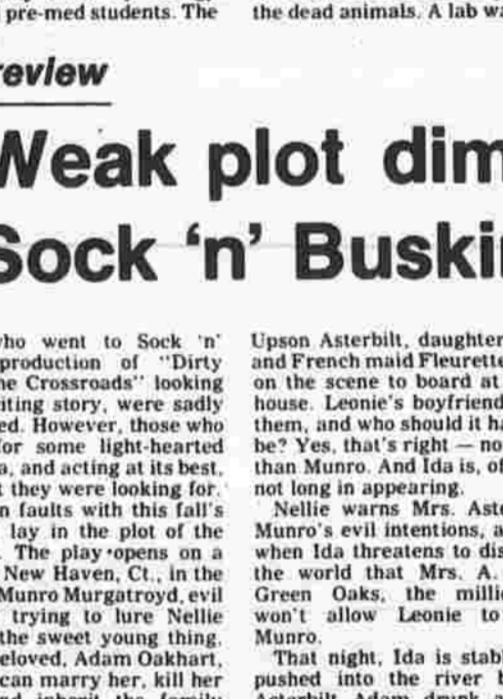 pre-med students. The
review
Weak plot dim
Sock 'n' Buskin
who went to Sock 'n'
production of "Dirty
he Crossroads" looking
iting story, were sadly
ed. However, those who
for some light-hearted
a, and acting at its best,
t they were looking for.
n faults with this fall's
lay in the plot of the
. The play opens on a
New Haven, Ct., in the
Munro Murgatroyd, evil
trying to lure Nellie
the sweet young thing.
eloved, Adam Oakhart,
can marry her, kill her
nd inherit the family
the dead animals. A lab wa
Upson Asterbilt, daughter
and French maid Fleurette
on the scene to board at
house. Leonie's boyfriend
them, and who should it ha
be? Yes, that's right — no
than Munro. And Ida is, of
not long in appearing.
Nellie warns Mrs. Aste
Munro's evil intentions, a
when Ida threatens to dis
the world that Mrs. A.
Green Oaks, the milli
won't allow Leonie to
Munro.
That night, Ida is stab
pushed into the river